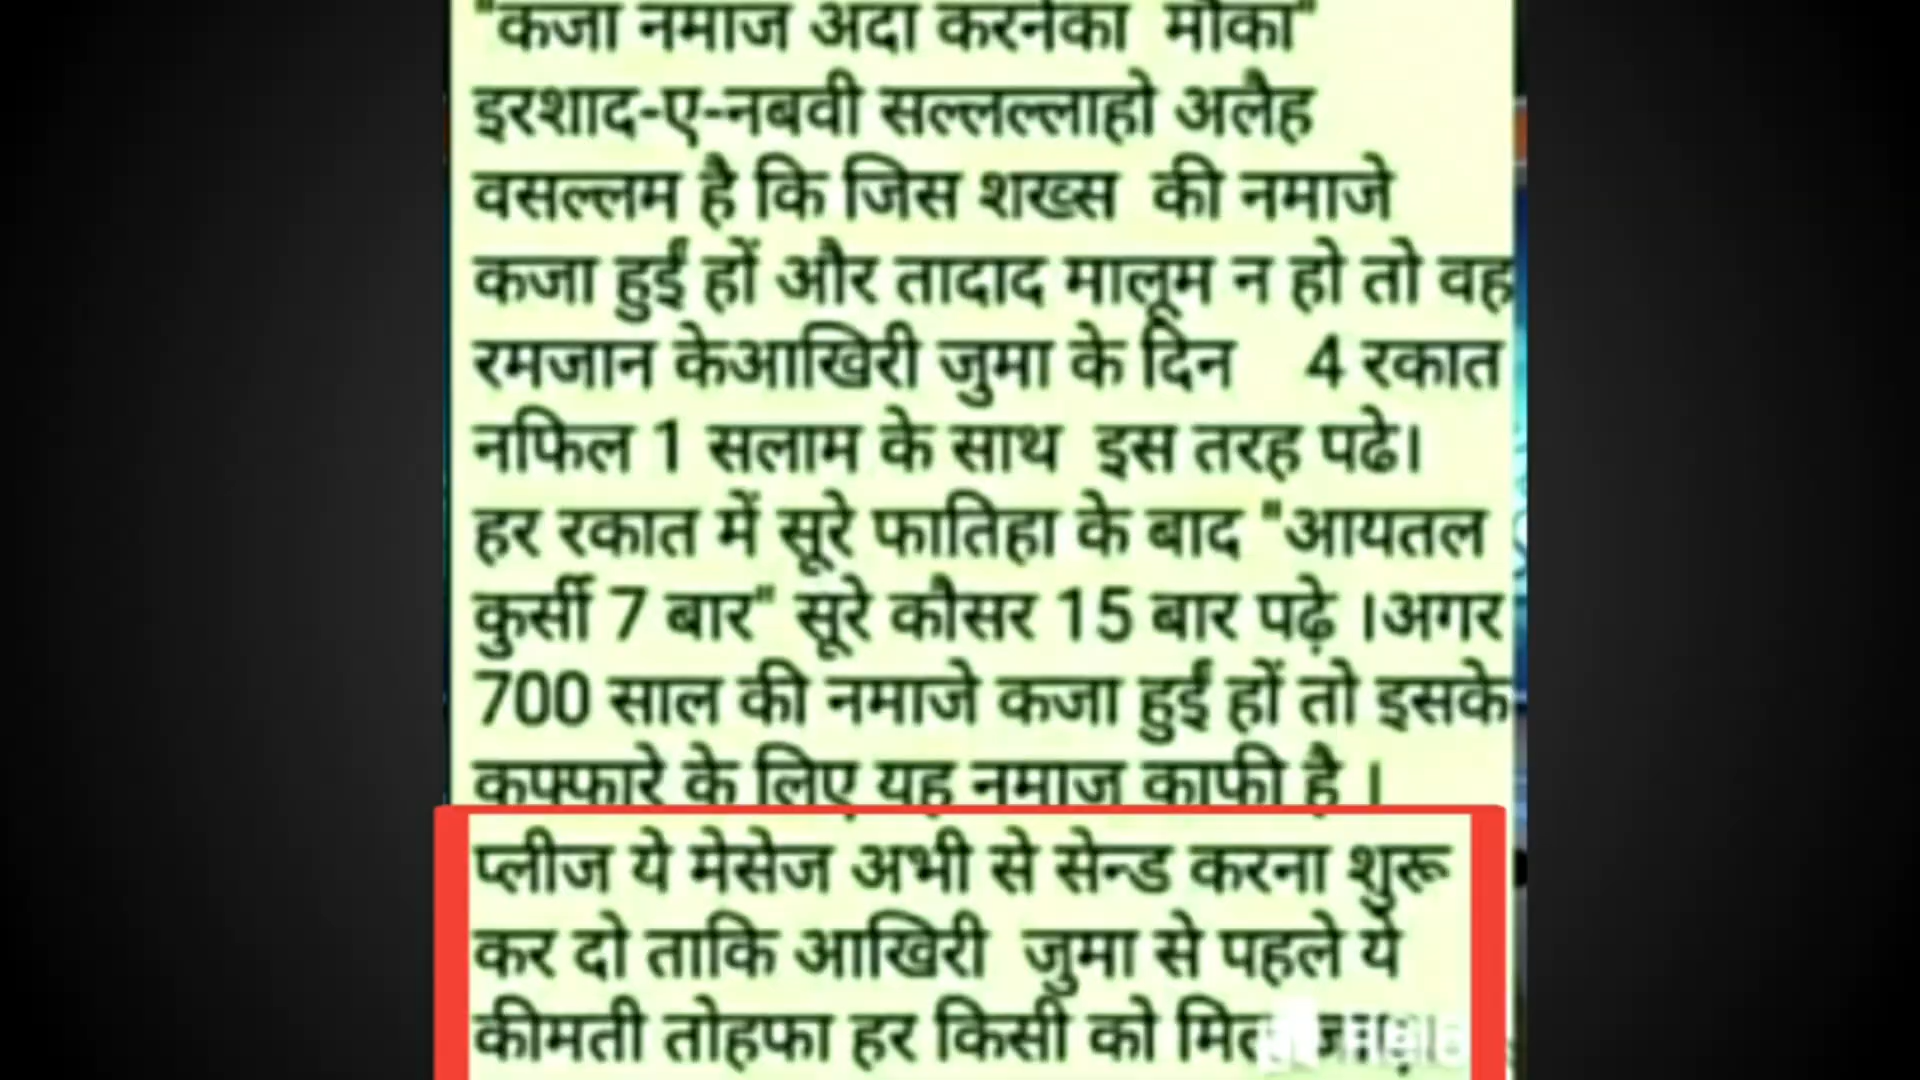 "कजा नमाज अदा करनेका मौका"
इरशाद-ए-नबवी सल्लल्लाहो अलैह
वसल्लम है कि जिस शख्स की नमाजे
कजा हुईं हों और तादाद मालूम न हो तो वह
रमजान केआखिरी जुमा के दिन 4 रकात
नफिल 1 सलाम के साथ इस तरह पढे।
हर रकात में सूरे फातिहा के बाद "आयतल
कुर्सी 7 बार" सूरे कौसर 15 बार पढ़े ।अगर
700 साल की नमाजे कजा हुईं हों तो इसके
कफ्फारे के लिए यह नमाज काफी है ।
प्लीज ये मेसेज अभी से सेन्ड करना शुरू
कर दो ताकि आखिरी जुमा से पहले ये
कीमती तोहफा हर किसी को